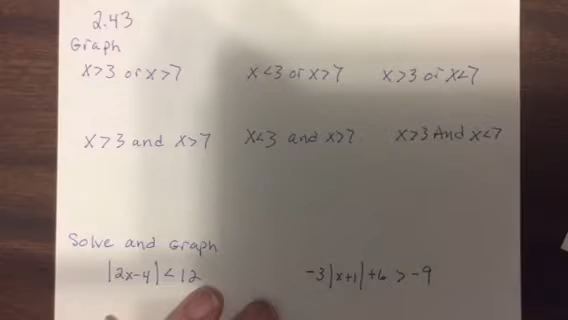 2.43
Graph
x>3 or x>7 x<3 or x>7 x>3 or x<7
x>3 and x>7 x<3 and x>7 x>3 And x<7
Solve and Graph
|2x-4|<12 -3|x+1|+6>-9